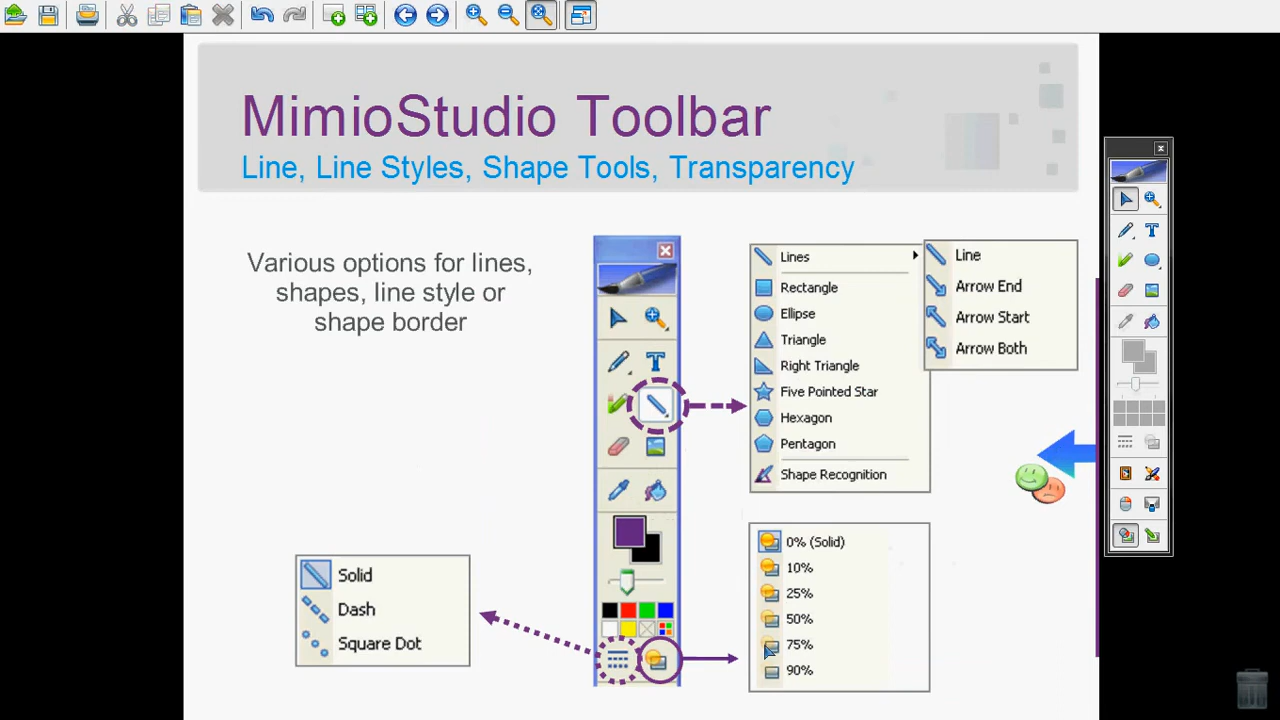 MimioStudio Toolbar
Line, Line Styles, Shape Tools, Transparency
Various options for lines,
shapes, line style or
shape border
Lines
Rectangle
Ellipse
Triangle
Right Triangle
Five Pointed Star
Hexagon
Pentagon
Shape Recognition
Line
Arrow End
Arrow Start
Arrow Both
Solid
Dash
Square Dot
0% (Solid)
10%
25%
50%
75%
90%